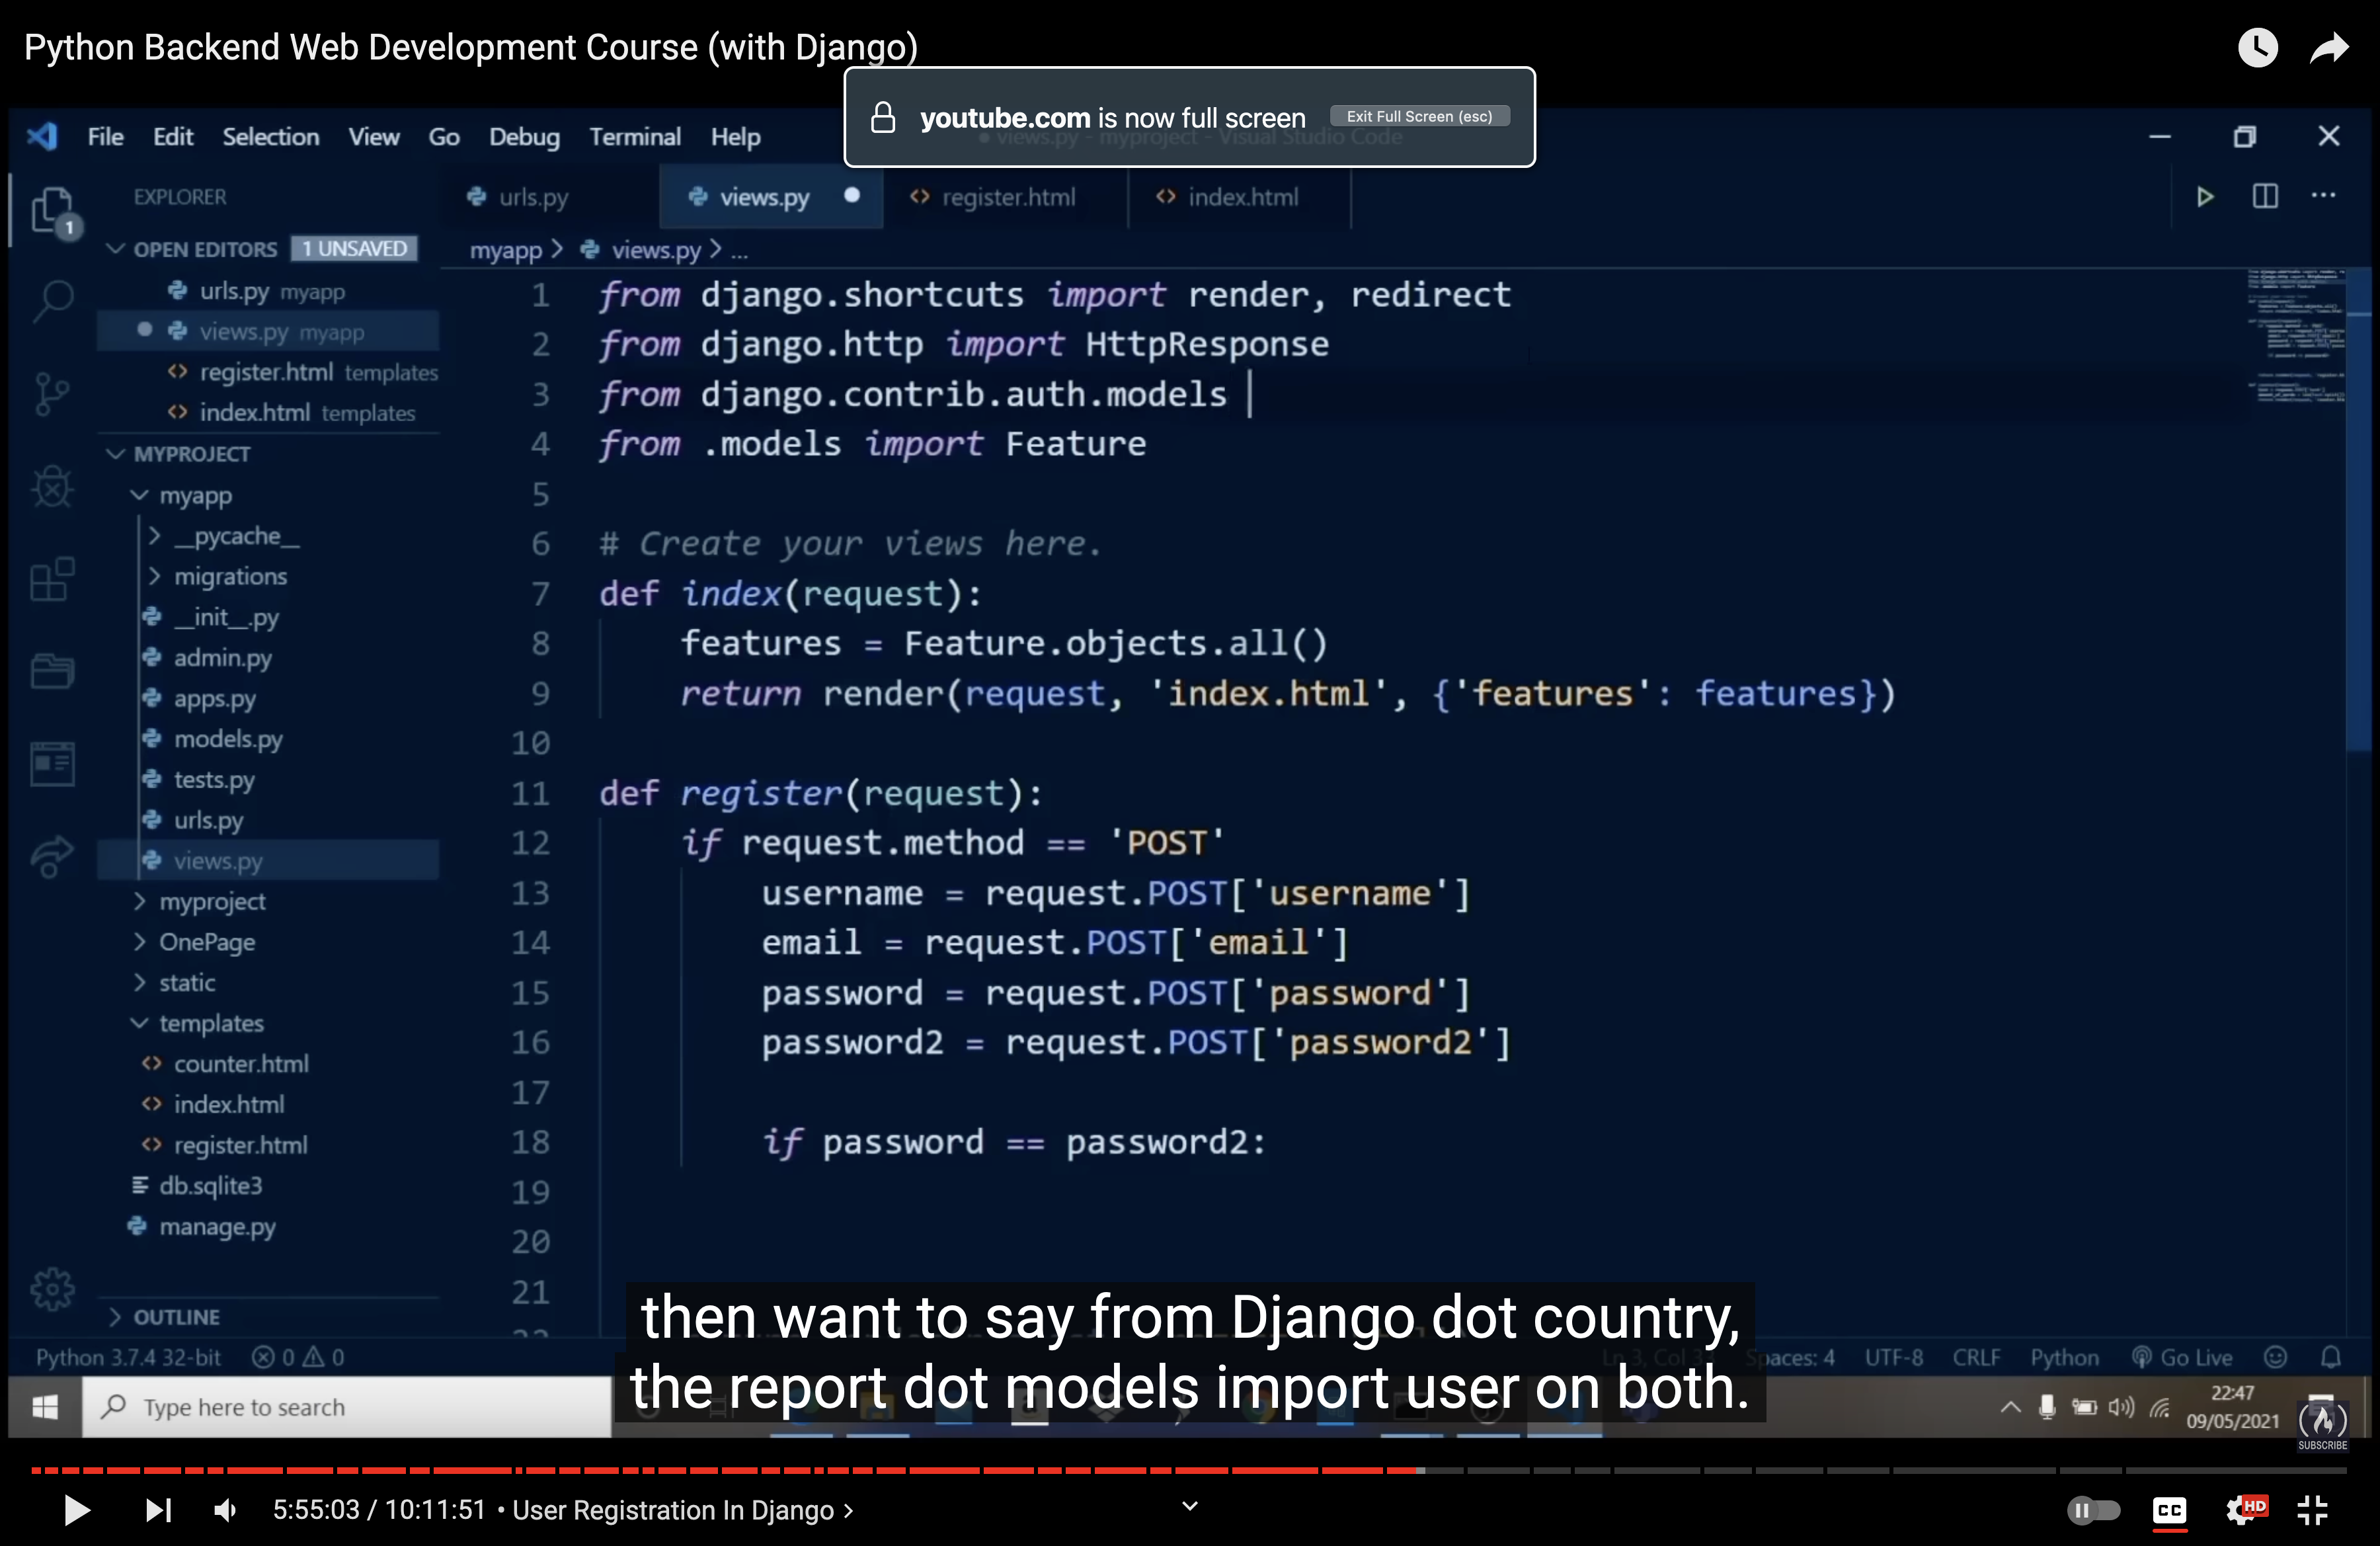 Python Backend Web Development Course (with Django)
youtube.com is now full screen
Exit Full Screen (esc)
views.py - myproject - Visual Studio Code
File Edit Selection View Go Debug Terminal Help
EXPLORER
1
OPEN EDITORS 1 UNSAVED
urls.py myapp
views.py myapp
register.html templates
index.html templates
MYPROJECT
myapp
__pycache__
migrations
__init__.py
admin.py
apps.py
models.py
tests.py
urls.py
views.py
myproject
OnePage
static
templates
counter.html
index.html
register.html
db.sqlite3
manage.py
OUTLINE
urls.py views.py register.html index.html
myapp > views.py > ...
1 from django.shortcuts import render, redirect
2 from django.http import HttpResponse
3 from django.contrib.auth.models
4 from .models import Feature
5
6 # Create your views here.
7 def index(request):
8 features = Feature.objects.all()
9 return render(request, 'index.html', {'features': features})
10
11 def register(request):
12 if request.method == 'POST'
13 username = request.POST['username']
14 email = request.POST['email']
15 password = request.POST['password']
16 password2 = request.POST['password2']
17
18 if password == password2:
19
20
21
then want to say from Django dot country,
the report dot models import user on both.
Python 3.7.4 32-bit 0 0
Spaces: 4 UTF-8 CRLF Python Go Live
Type here to search
22:47
09/05/2021
SUBSCRIBE
5:55:03 / 10:11:51 • User Registration In Django >
CC HD